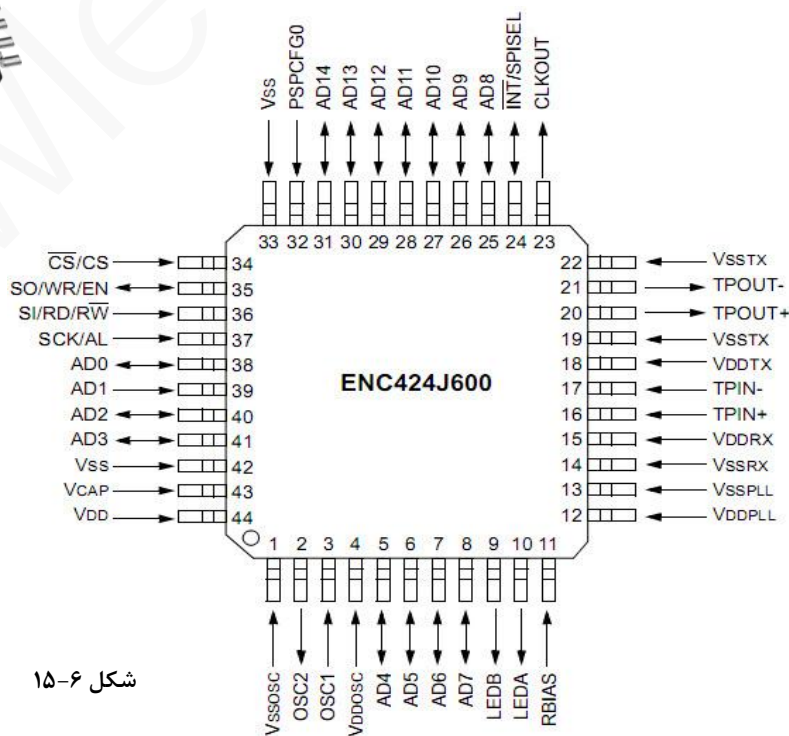 Vss
PSPCFG0
AD14
AD13
AD12
AD11
AD10
AD9
AD8
INT/SPISEL
CLKOUT
33 32 31 30 29 28 27 26 25 24 23
CS/CS 34
SO/WR/EN 35
SI/RD/RW 36
SCK/AL 37
AD0 38
AD1 39
AD2 40
AD3 41
Vss 42
VCAP 43
VDD 44
ENC424J600
22 VSSTX
21 TPOUT-
20 TPOUT+
19 VSSTX
18 VDDTX
17 TPIN-
16 TPIN+
15 VDDRX
14 VSSRX
13 VSSPLL
12 VDDPLL
1 2 3 4 5 6 7 8 9 10 11
VSSOSC
OSC2
OSC1
VDDOSC
AD4
AD5
AD6
AD7
LEDB
LEDA
RBIAS
شکل ۶-۱۵